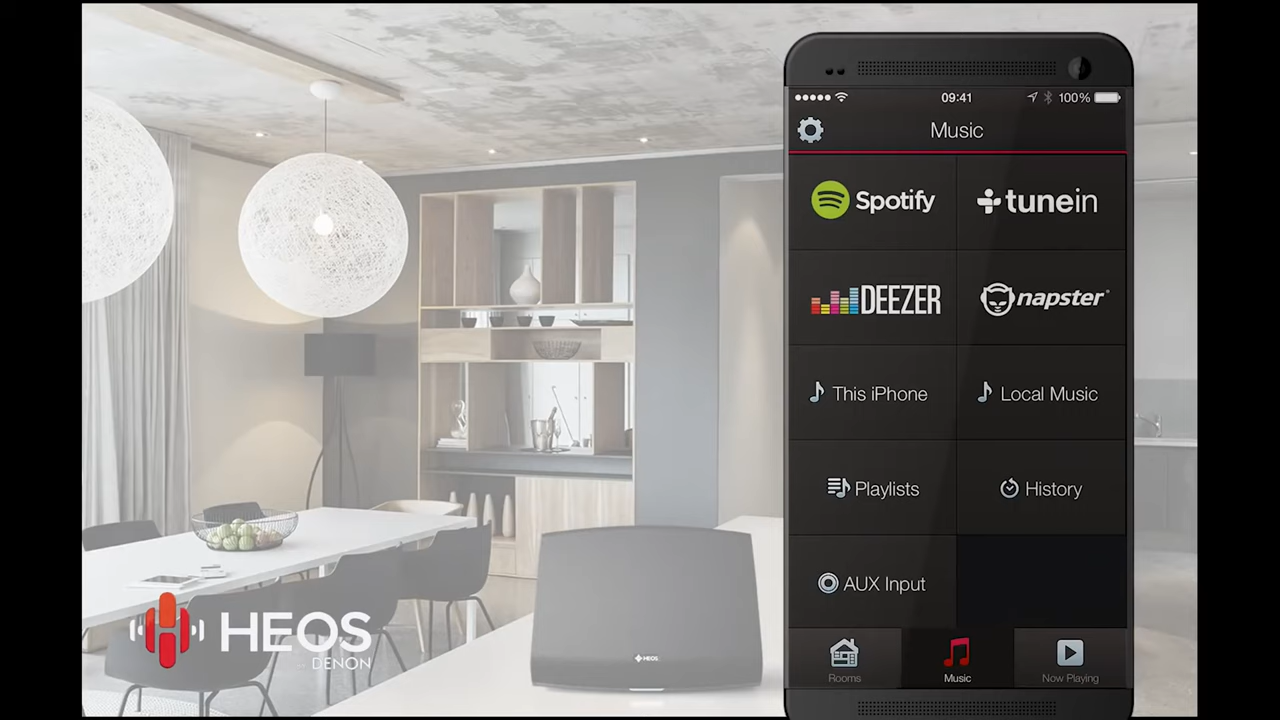 09:41
100%
Music
Spotify
tunein
DEEZER
napster
This iPhone
Local Music
Playlists
History
AUX Input
Rooms
Music
Now Playing
HEOS
BY DENON
HEOS